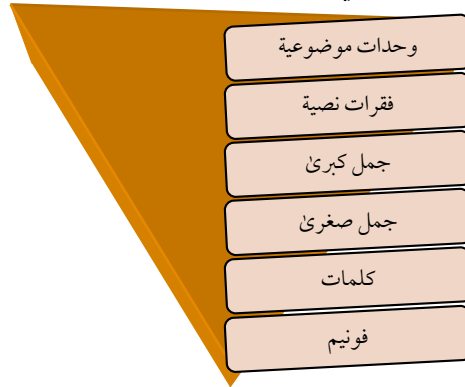 وحدات موضوعية
فقرات نصية
جمل كبرىٰ
جمل صغرىٰ
كلمات
فونيم